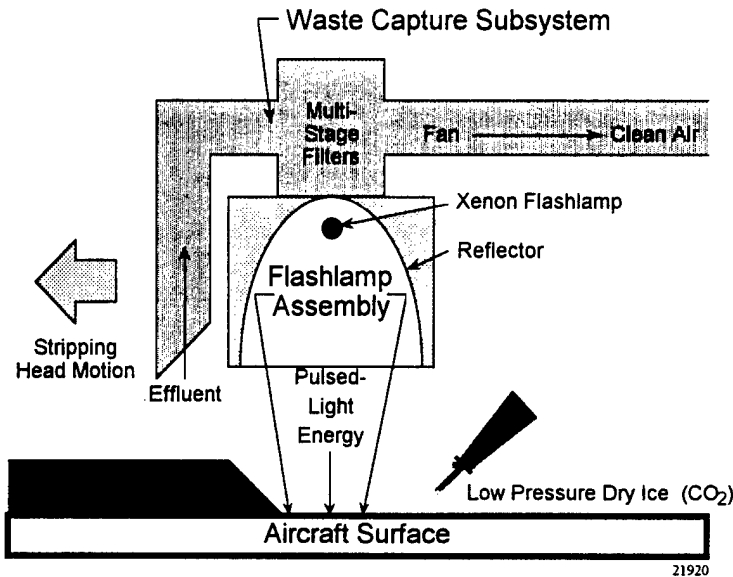 Waste Capture Subsystem
Multi-
Stage
Filters
Fan
Clean Air
Xenon Flashlamp
Reflector
Flashlamp
Assembly
Stripping
Head Motion
Effluent
Pulsed-
Light
Energy
Low Pressure Dry Ice (CO2)
Aircraft Surface
21920